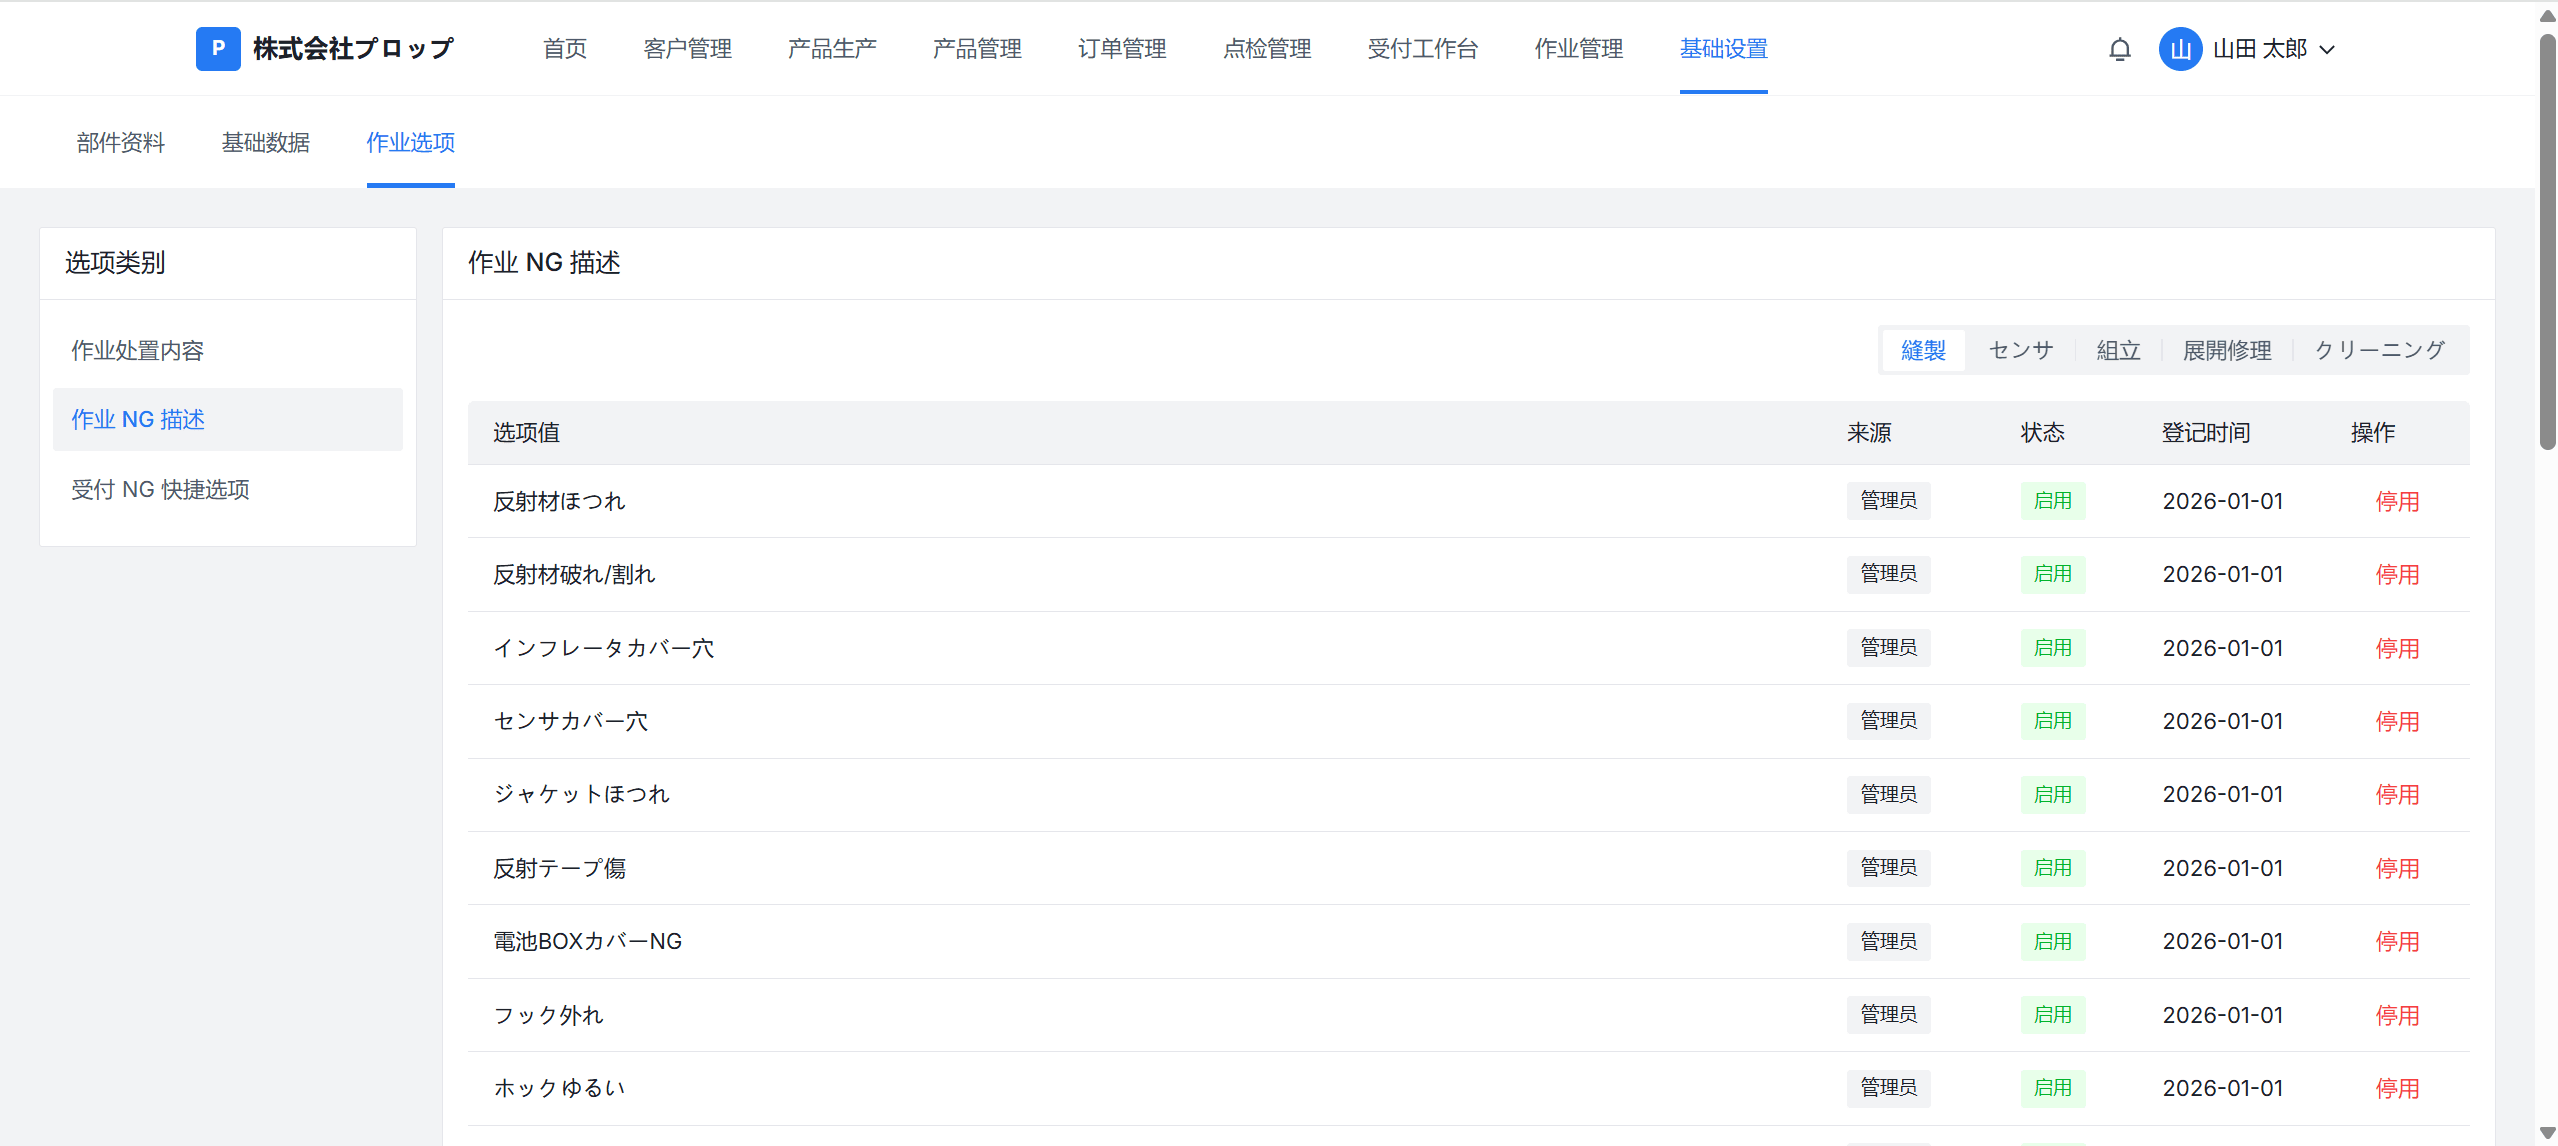 P 株式会社プロップ 首页 客户管理 产品生产 产品管理 订单管理 点检管理 受付工作台 作业管理 基础设置 山 山田 太郎
部件资料 基础数据 作业选项
选项类别
作业处置内容
作业 NG 描述
受付 NG 快捷选项
作业 NG 描述
縫製 センサ 組立 展開修理 クリーニング
选项值 来源 状态 登记时间 操作
反射材ほつれ 管理员 启用 2026-01-01 停用
反射材破れ/割れ 管理员 启用 2026-01-01 停用
インフレータカバー穴 管理员 启用 2026-01-01 停用
センサカバー穴 管理员 启用 2026-01-01 停用
ジャケットほつれ 管理员 启用 2026-01-01 停用
反射テープ傷 管理员 启用 2026-01-01 停用
電池BOXカバーNG 管理员 启用 2026-01-01 停用
フック外れ 管理员 启用 2026-01-01 停用
ホックゆるい 管理员 启用 2026-01-01 停用